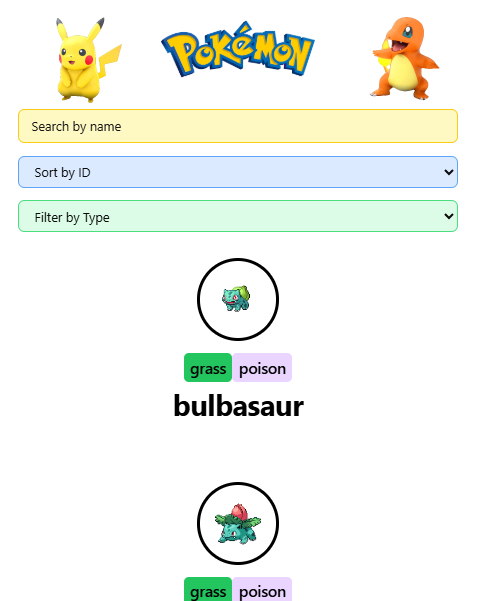 POKéMON
Search by name
Sort by ID
Filter by Type
grass poison
bulbasaur
grass poison